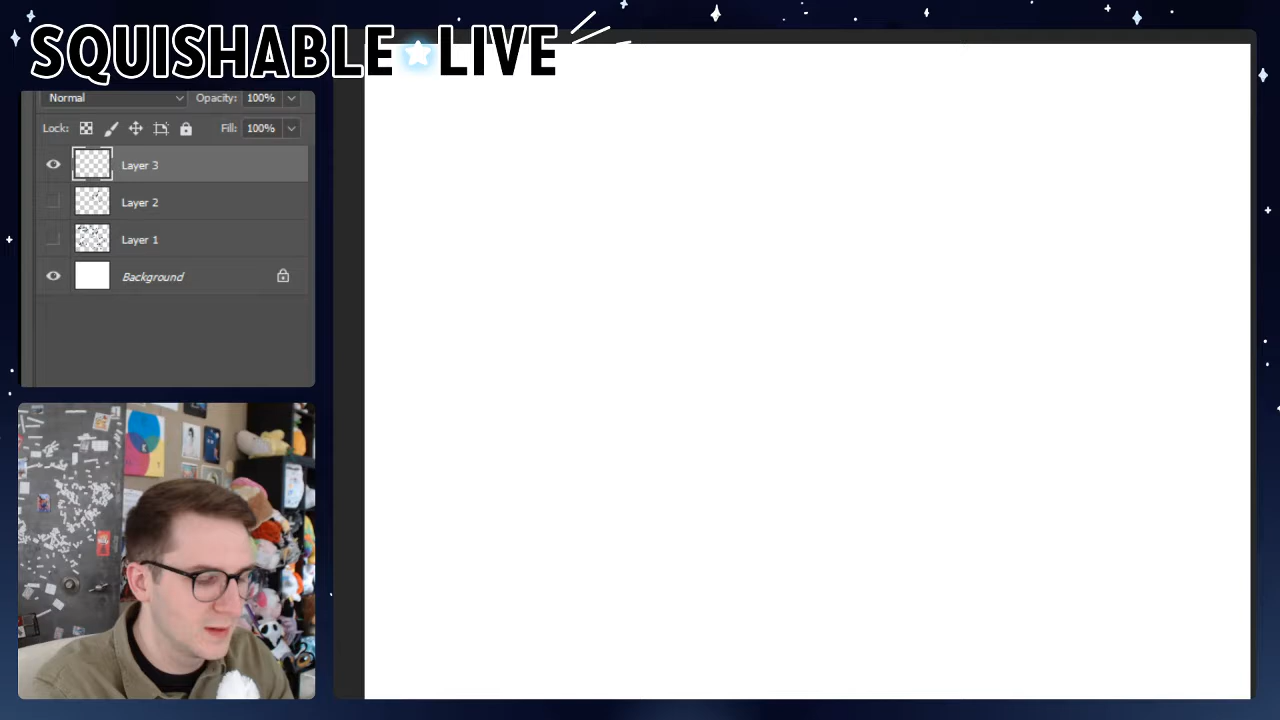 SQUISHABLE LIVE
Normal Opacity: 100%
Lock: Fill: 100%
Layer 3
Layer 2
Layer 1
Background